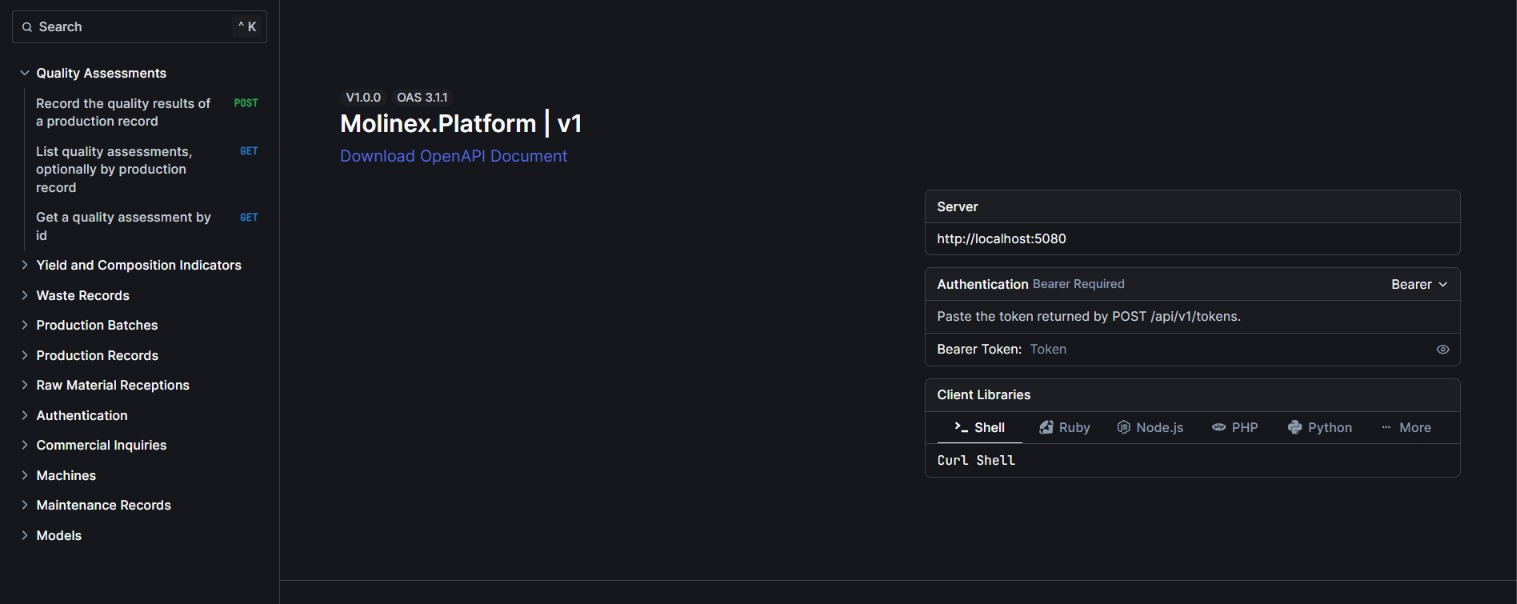 Search
^ K
Quality Assessments
Record the quality results of
a production record
POST
List quality assessments,
optionally by production
record
GET
Get a quality assessment by
id
GET
Yield and Composition Indicators
Waste Records
Production Batches
Production Records
Raw Material Receptions
Authentication
Commercial Inquiries
Machines
Maintenance Records
Models
V1.0.0 OAS 3.1.1
Molinex.Platform | v1
Download OpenAPI Document
Server
http://localhost:5080
Authentication Bearer Required Bearer
Paste the token returned by POST /api/v1/tokens.
Bearer Token: Token
Client Libraries
Shell Ruby Node.js PHP Python More
Curl Shell